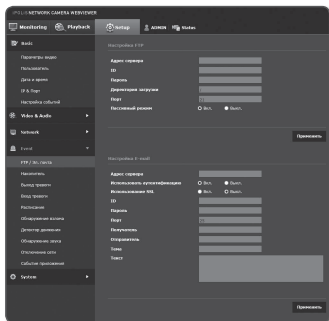 iPOLiS NETWORK CAMERA WEBVIEWER
Monitoring
Playback
Setup
ADMIN
Status
Basic
Параметры видео
Пользователь
Дата и время
IP & Порт
Настройка событий
Video & Audio
Network
Event
FTP / Эл. почта
Накопитель
Выход тревоги
Вход тревоги
Расписание
Обнаружение взлома
Детектор движения
Обнаружение звука
Отключение сети
Событие приложения
System
Настройка FTP
Адрес сервера
ID
Пароль
Директория загрузки
Порт
Пассивный режим
Вкл.
Выкл.
Применить
Настройка E-mail
Адрес сервера
Использовать аутентификацию
Вкл.
Выкл.
Использование SSL
Вкл.
Выкл.
ID
Пароль
Порт
Получатель
Отправитель
Тема
Текст
Применить